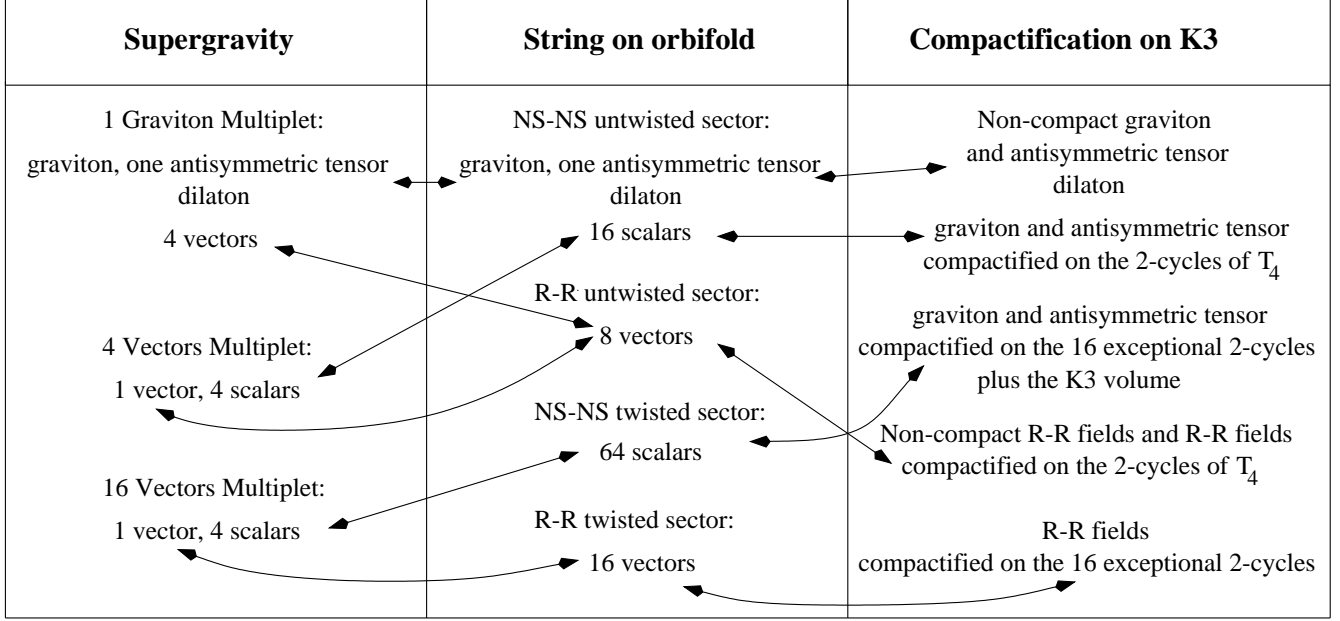 Supergravity
String on orbifold
Compactification on K3
1 Graviton Multiplet:
graviton, one antisymmetric tensor
dilaton
4 vectors
4 Vectors Multiplet:
1 vector, 4 scalars
16 Vectors Multiplet:
1 vector, 4 scalars
NS-NS untwisted sector:
graviton, one antisymmetric tensor
dilaton
16 scalars
R-R untwisted sector:
8 vectors
NS-NS twisted sector:
64 scalars
R-R twisted sector:
16 vectors
Non-compact graviton
and antisymmetric tensor
dilaton
graviton and antisymmetric tensor
compactified on the 2-cycles of T4
graviton and antisymmetric tensor
compactified on the 16 exceptional 2-cycles
plus the K3 volume
Non-compact R-R fields and R-R fields
compactified on the 2-cycles of T4
R-R fields
compactified on the 16 exceptional 2-cycles